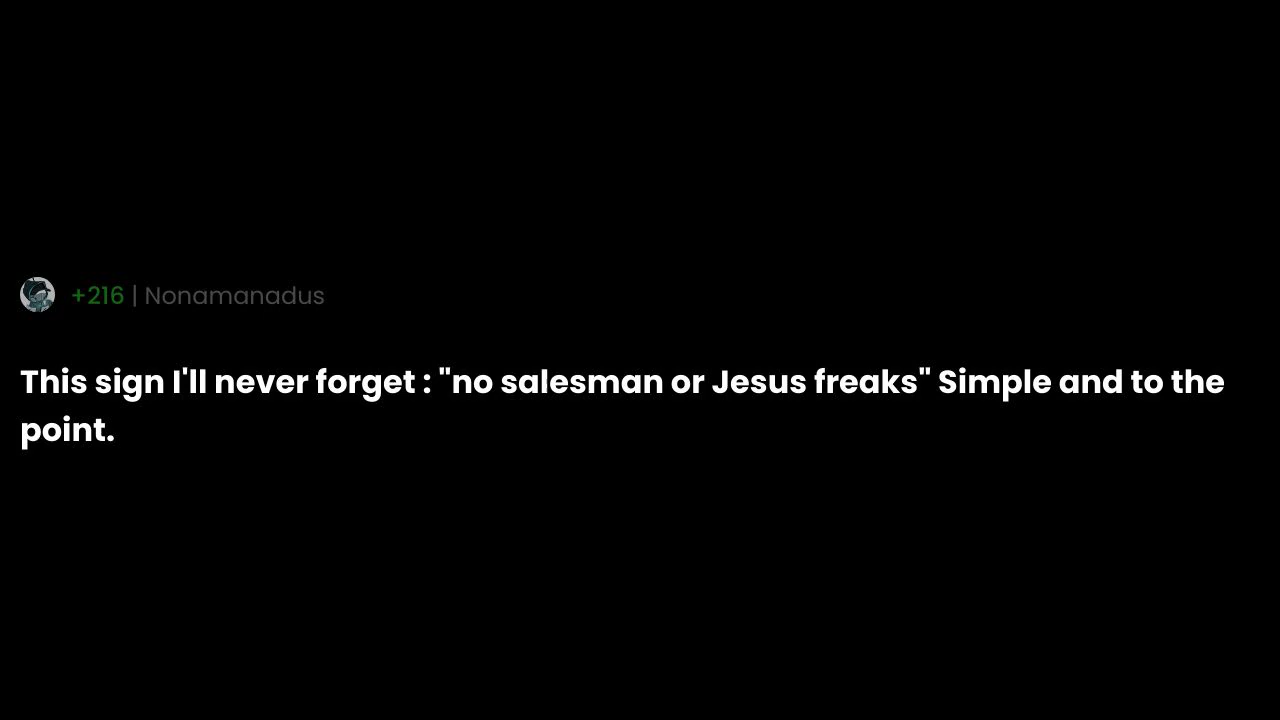 +216 | Nonamanadus
This sign I'll never forget : "no salesman or Jesus freaks" Simple and to the
point.